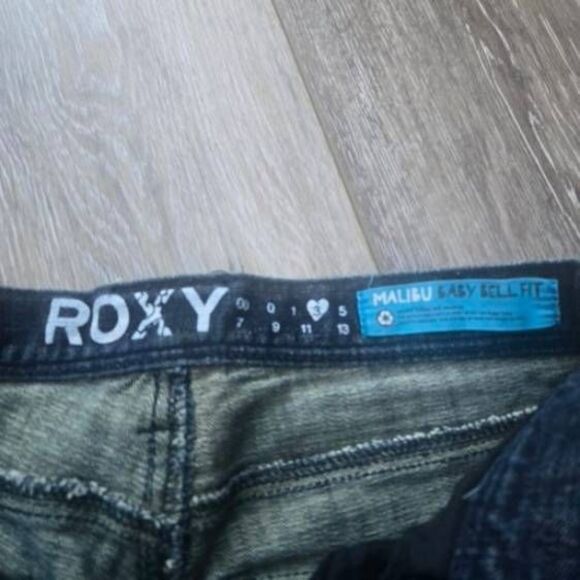 ROXY
00 0 1 3 5
7 9 11 13
MALIBU BABY BELL FIT